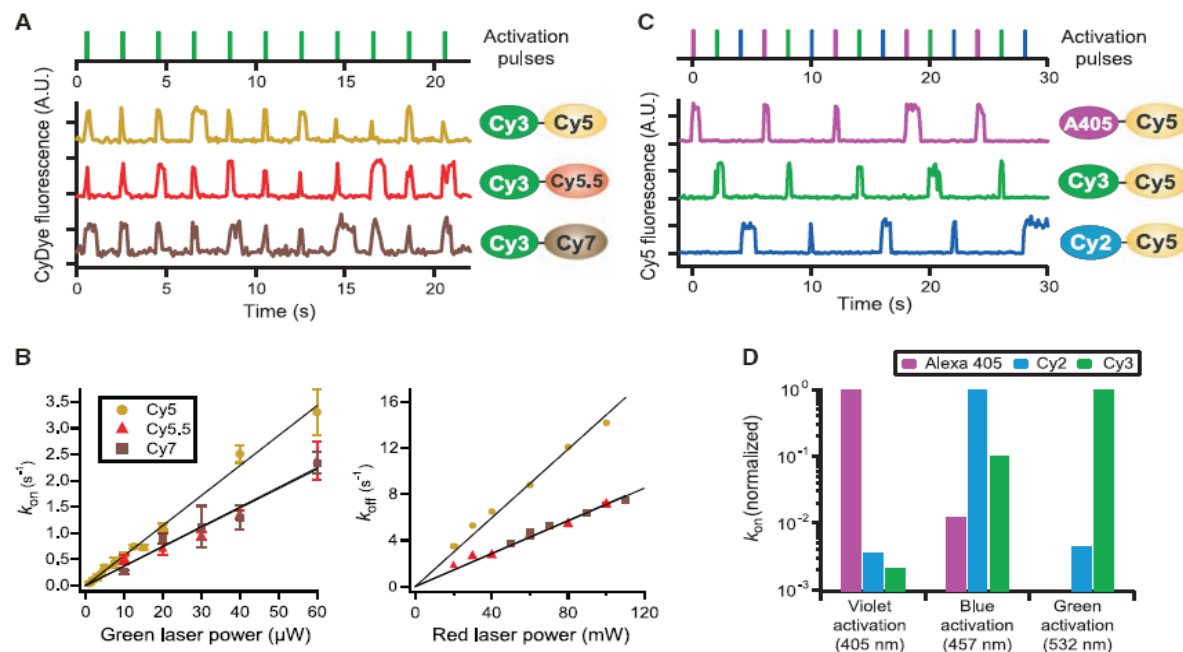 A
Activation
pulses
0 5 10 15 20
CyDye fluorescence (A.U.)
Cy3 Cy5
Cy3 Cy5.5
Cy3 Cy7
0 5 10 15 20
Time (s)
C
Activation
pulses
0 10 20 30
Cy5 fluorescence (A.U.)
A405 Cy5
Cy3 Cy5
Cy2 Cy5
0 10 20 30
Time (s)
B
3.5
3.0
2.5
2.0
1.5
1.0
0.5
0.0
kon (s-1)
Cy5
Cy5.5
Cy7
0 10 20 30 40 50 60
Green laser power (µW)
16
12
8
4
0
koff (s-1)
0 40 80 120
Red laser power (mW)
D
Alexa 405 Cy2 Cy3
10^0
10^-1
10^-2
10^-3
kon (normalized)
Violet Blue Green
activation activation activation
(405 nm) (457 nm) (532 nm)